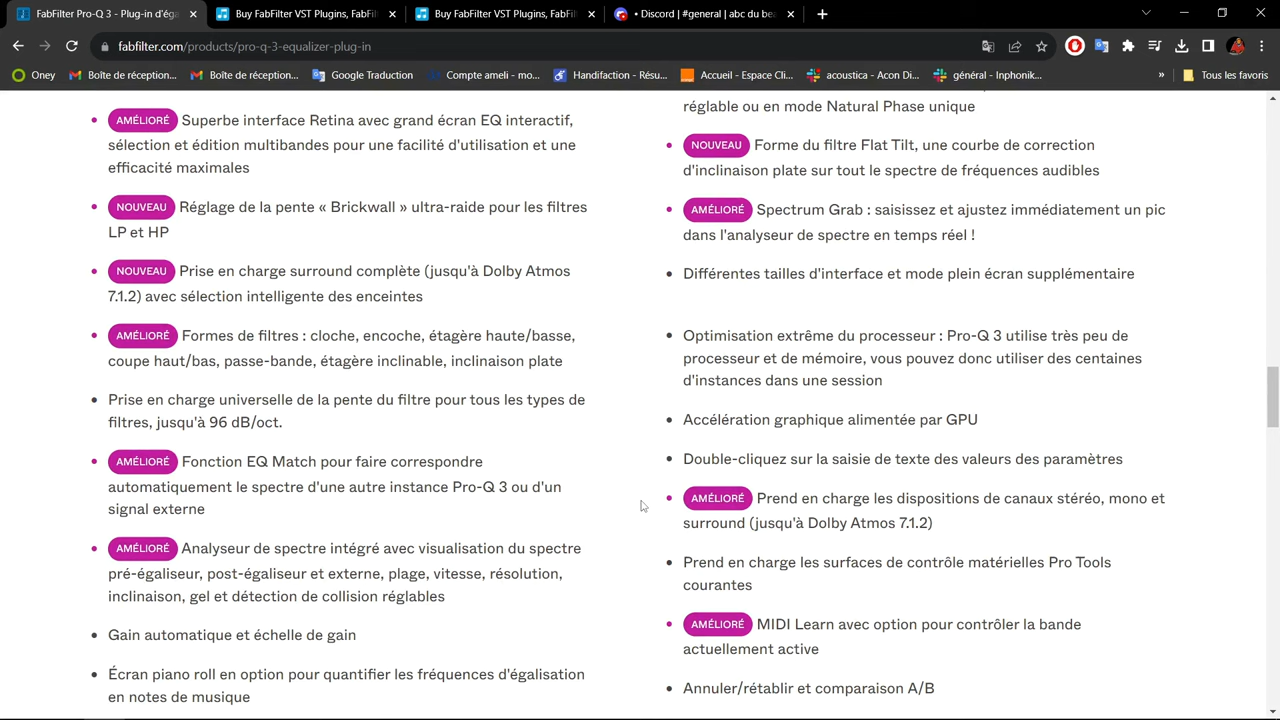 FabFilter Pro-Q 3 - Plug-in d'éga
Buy FabFilter VST Plugins, FabFil
Buy FabFilter VST Plugins, FabFil
• Discord | #general | abc du bea
fabfilter.com/products/pro-q-3-equalizer-plug-in
Oney
Boîte de réception...
Boîte de réception...
Google Traduction
Compte ameli - mo...
Handifaction - Résu...
Accueil - Espace Cli...
acoustica - Acon Di...
général - Inphonik...
»
Tous les favoris
AMÉLIORÉ Superbe interface Retina avec grand écran EQ interactif,
sélection et édition multibandes pour une facilité d'utilisation et une
efficacité maximales
NOUVEAU Réglage de la pente « Brickwall » ultra-raide pour les filtres
LP et HP
NOUVEAU Prise en charge surround complète (jusqu'à Dolby Atmos
7.1.2) avec sélection intelligente des enceintes
AMÉLIORÉ Formes de filtres : cloche, encoche, étagère haute/basse,
coupe haut/bas, passe-bande, étagère inclinable, inclinaison plate
Prise en charge universelle de la pente du filtre pour tous les types de
filtres, jusqu'à 96 dB/oct.
AMÉLIORÉ Fonction EQ Match pour faire correspondre
automatiquement le spectre d'une autre instance Pro-Q 3 ou d'un
signal externe
AMÉLIORÉ Analyseur de spectre intégré avec visualisation du spectre
pré-égaliseur, post-égaliseur et externe, plage, vitesse, résolution,
inclinaison, gel et détection de collision réglables
Gain automatique et échelle de gain
Écran piano roll en option pour quantifier les fréquences d'égalisation
en notes de musique
réglable ou en mode Natural Phase unique
NOUVEAU Forme du filtre Flat Tilt, une courbe de correction
d'inclinaison plate sur tout le spectre de fréquences audibles
AMÉLIORÉ Spectrum Grab : saisissez et ajustez immédiatement un pic
dans l'analyseur de spectre en temps réel !
Différentes tailles d'interface et mode plein écran supplémentaire
Optimisation extrême du processeur : Pro-Q 3 utilise très peu de
processeur et de mémoire, vous pouvez donc utiliser des centaines
d'instances dans une session
Accélération graphique alimentée par GPU
Double-cliquez sur la saisie de texte des valeurs des paramètres
AMÉLIORÉ Prend en charge les dispositions de canaux stéréo, mono et
surround (jusqu'à Dolby Atmos 7.1.2)
Prend en charge les surfaces de contrôle matérielles Pro Tools
courantes
AMÉLIORÉ MIDI Learn avec option pour contrôler la bande
actuellement active
Annuler/rétablir et comparaison A/B